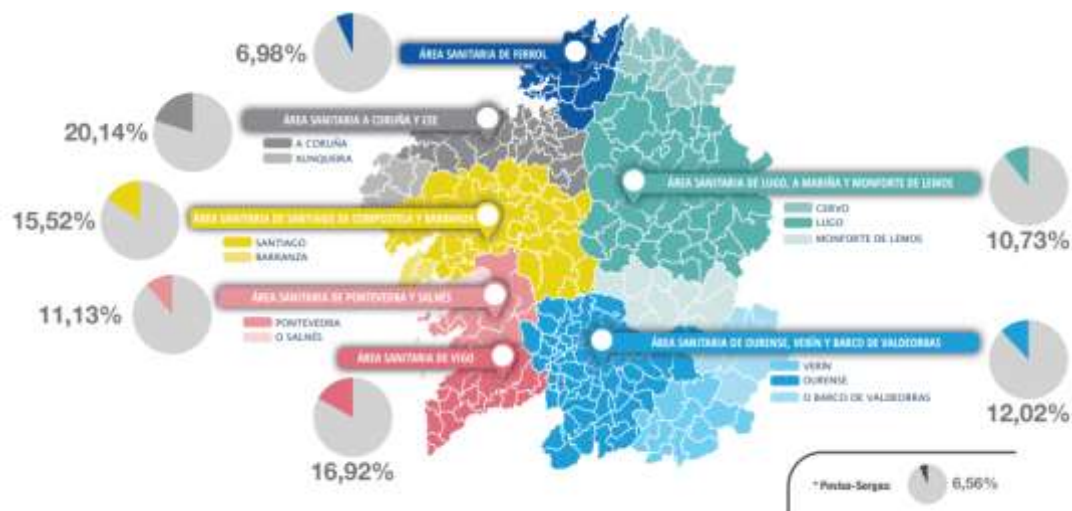 6,98%
ÁREA SANITARIA DE FERROL
20,14%
ÁREA SANITARIA A CORUÑA Y CEE
A CORUÑA
XUNQUEIRA
15,52%
ÁREA SANITARIA DE SANTIAGO DE COMPOSTELA Y BARBANZA
SANTIAGO
BARBANZA
11,13%
ÁREA SANITARIA DE PONTEVEDRA Y SALNÉS
PONTEVEDRA
O SALNÉS
ÁREA SANITARIA DE VIGO
16,92%
ÁREA SANITARIA DE LUGO, A MARIÑA Y MONFORTE DE LEMOS
CERVO
LUGO
MONFORTE DE LEMOS
10,73%
ÁREA SANITARIA DE OURENSE, VERÍN Y BARCO DE VALDEORRAS
VERÍN
OURENSE
O BARCO DE VALDEORRAS
12,02%
* Povisa-Sergas:
6,56%